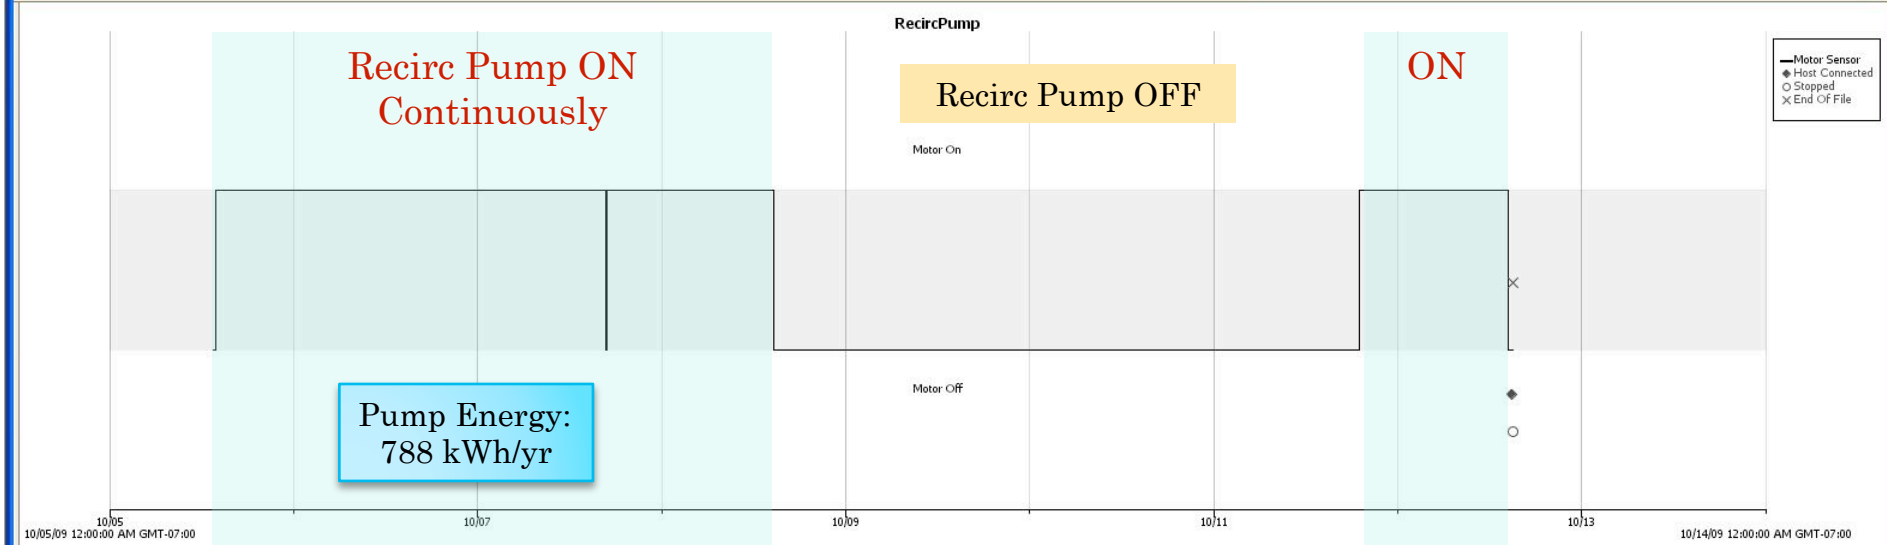 RecircPump
Recirc Pump ON
Continuously
Recirc Pump OFF
ON
Motor Sensor
Host Connected
Stopped
End Of File
Motor On
Motor Off
Pump Energy:
788 kWh/yr
10/05
10/07
10/09
10/11
10/13
10/05/09 12:00:00 AM GMT-07:00
10/14/09 12:00:00 AM GMT-07:00